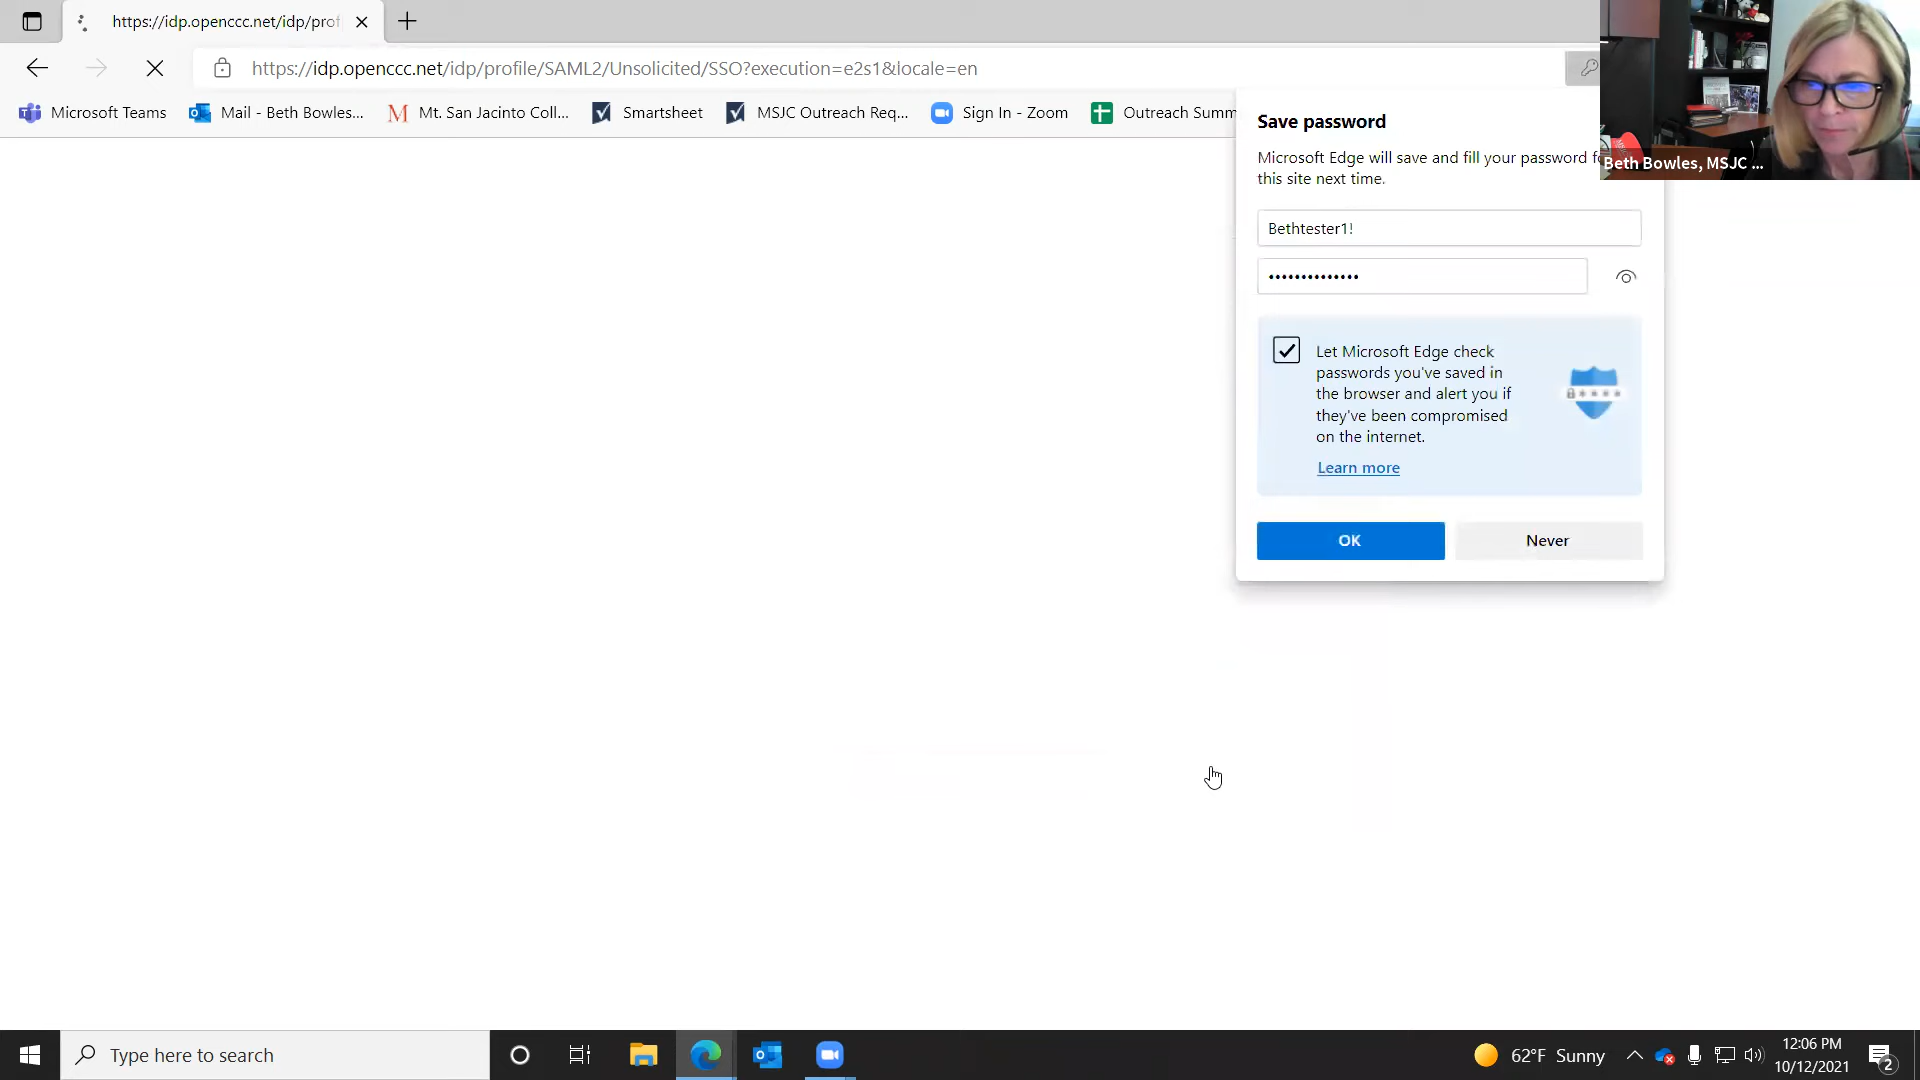 https://idp.openccc.net/idp/prof
https://idp.openccc.net/idp/profile/SAML2/Unsolicited/SSO?execution=e2s1&locale=en
Microsoft Teams
Mail - Beth Bowles...
Mt. San Jacinto Coll...
Smartsheet
MSJC Outreach Req...
Sign In - Zoom
Outreach Summ
Save password
Microsoft Edge will save and fill your password
this site next time.
Bethtester1!
••••••••••••••
Let Microsoft Edge check
passwords you've saved in
the browser and alert you if
they've been compromised
on the internet.
Learn more
OK
Never
Beth Bowles, MSJC ...
Type here to search
62°F Sunny
12:06 PM
10/12/2021
2